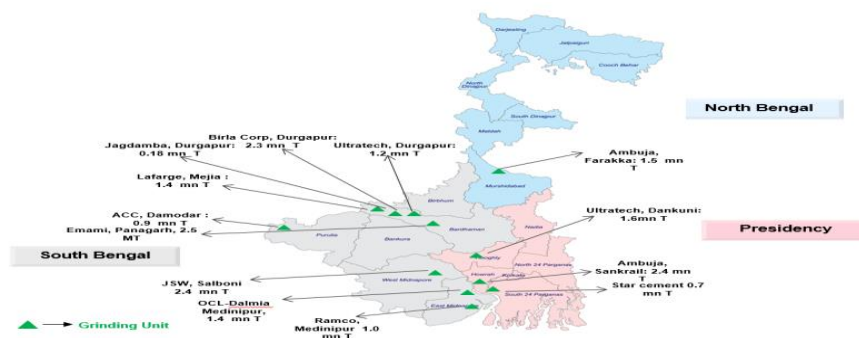 Darjeeling
Jalpaiguri
Cooch Behar
North Dinajpur
South Dinajpur
Maldah
North Bengal
Birla Corp, Durgapur:
2.3 mn T
Jagdamba, Durgapur:
0.18 mn T
Ultratech, Durgapur:
1.2 mn T
Ambuja,
Farakka: 1.5 mn
T
Lafarge, Mejia :
1.4 mn T
Murshidabad
Birbhum
ACC, Damodar :
0.9 mn T
Emami, Panagarh, 2.5
MT
Ultratech, Dankuni:
1.6mn T
Presidency
Purulia
Bankura
Bardhaman
Nadia
South Bengal
Hooghly
North 24 Parganas
Howrah
Kolkata
Ambuja,
Sankrail: 2.4 mn
T
JSW, Salboni
2.4 mn T
West Midnapore
South 24 Parganas
Star cement 0.7
mn T
OCL-Dalmia
Medinipur,
1.4 mn T
East Midnapore
Ramco,
Medinipur 1.0
mn T
Grinding Unit